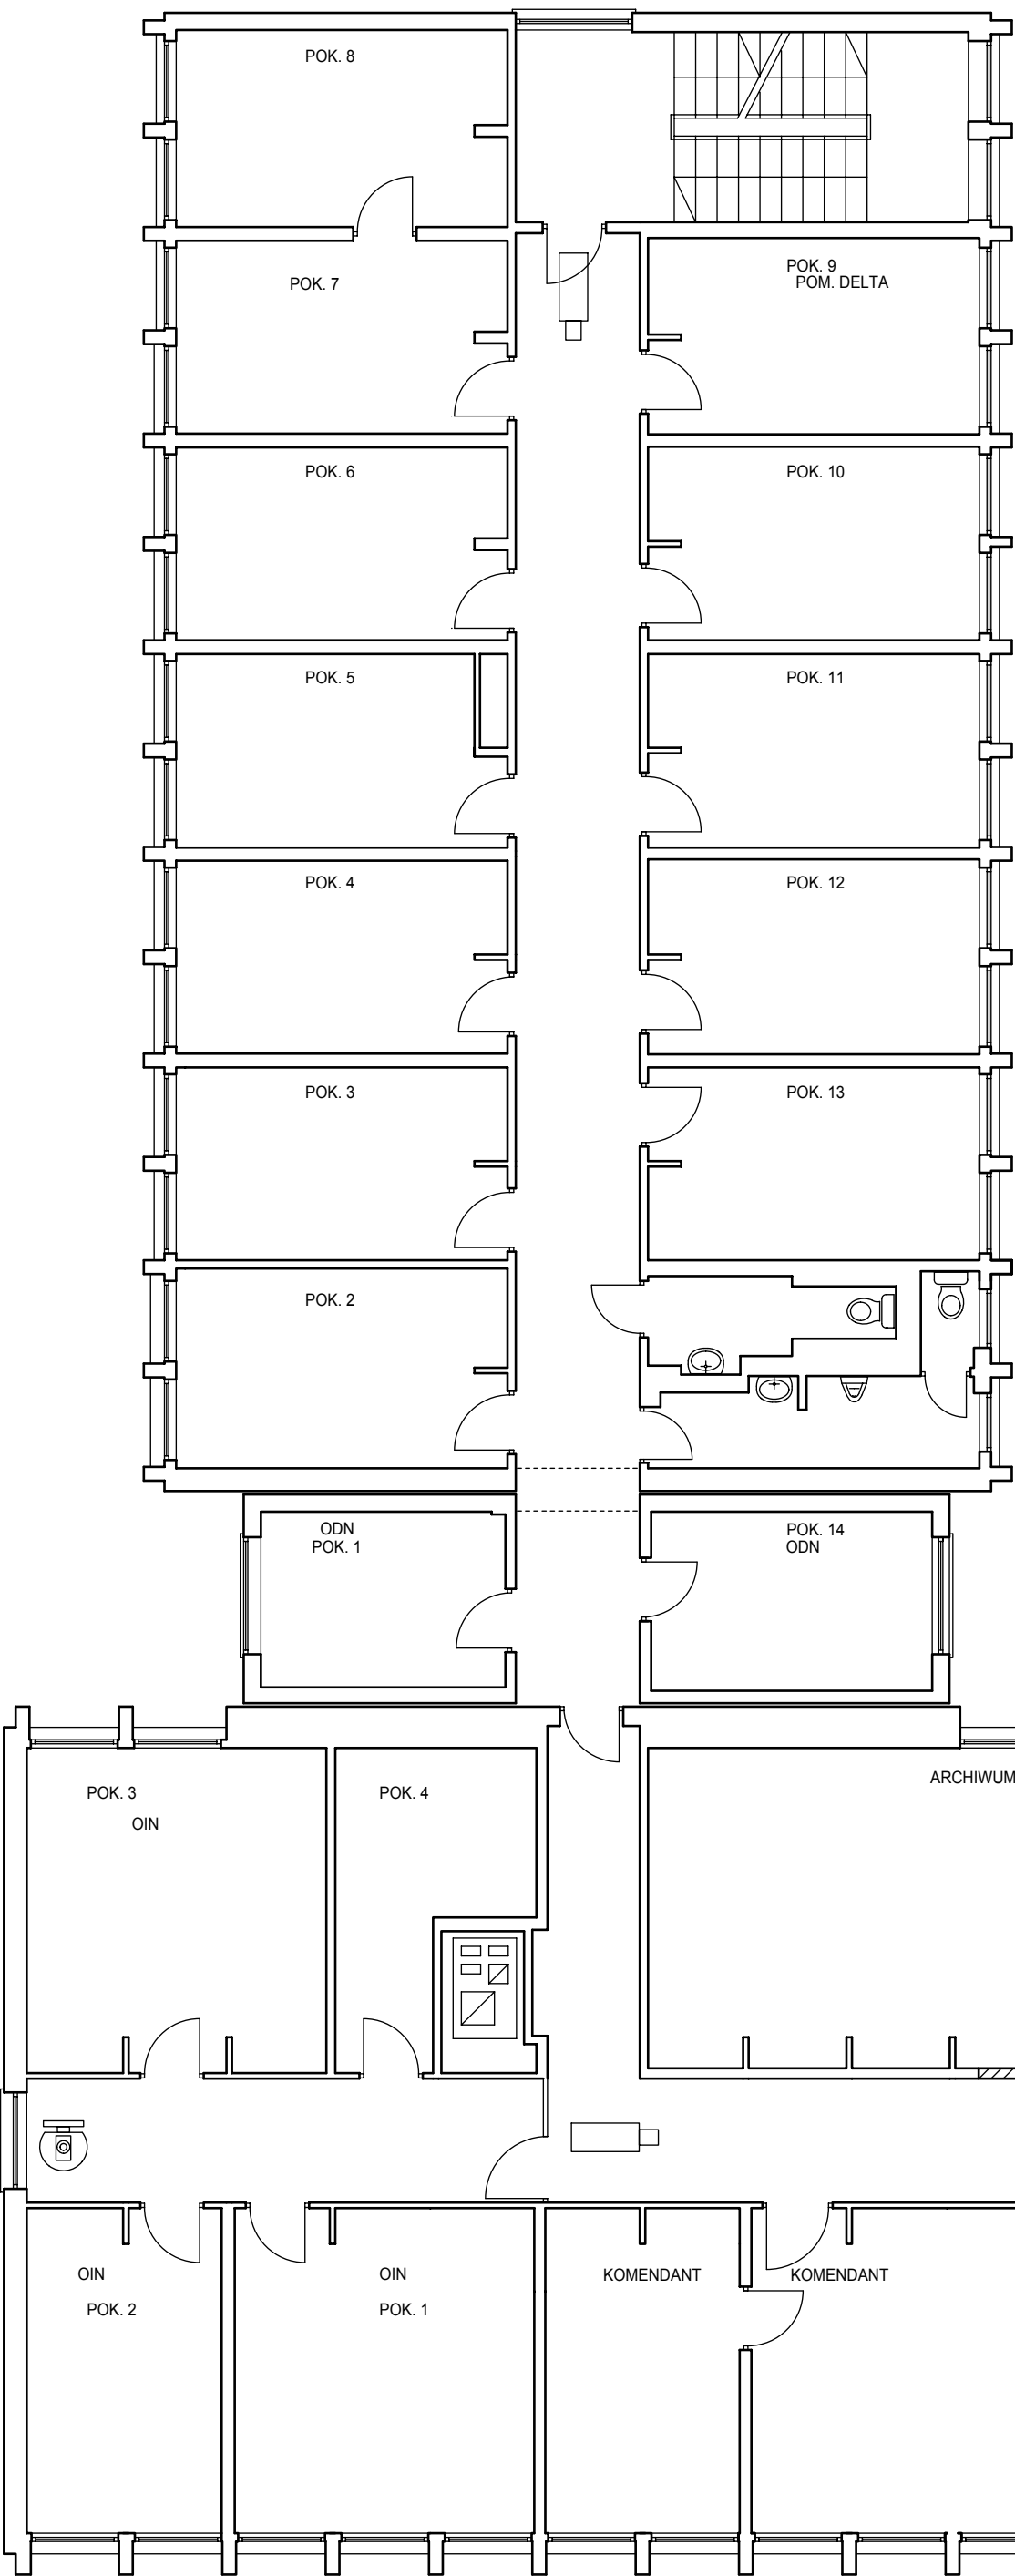 POK. 8
POK. 7
POK. 9
POM. DELTA
POK. 6
POK. 10
POK. 5
POK. 11
POK. 4
POK. 12
POK. 3
POK. 13
POK. 2
ODN
POK. 1
POK. 14
ODN
POK. 3
OIN
POK. 4
ARCHIWUM
OIN
POK. 2
OIN
POK. 1
KOMENDANT
KOMENDANT